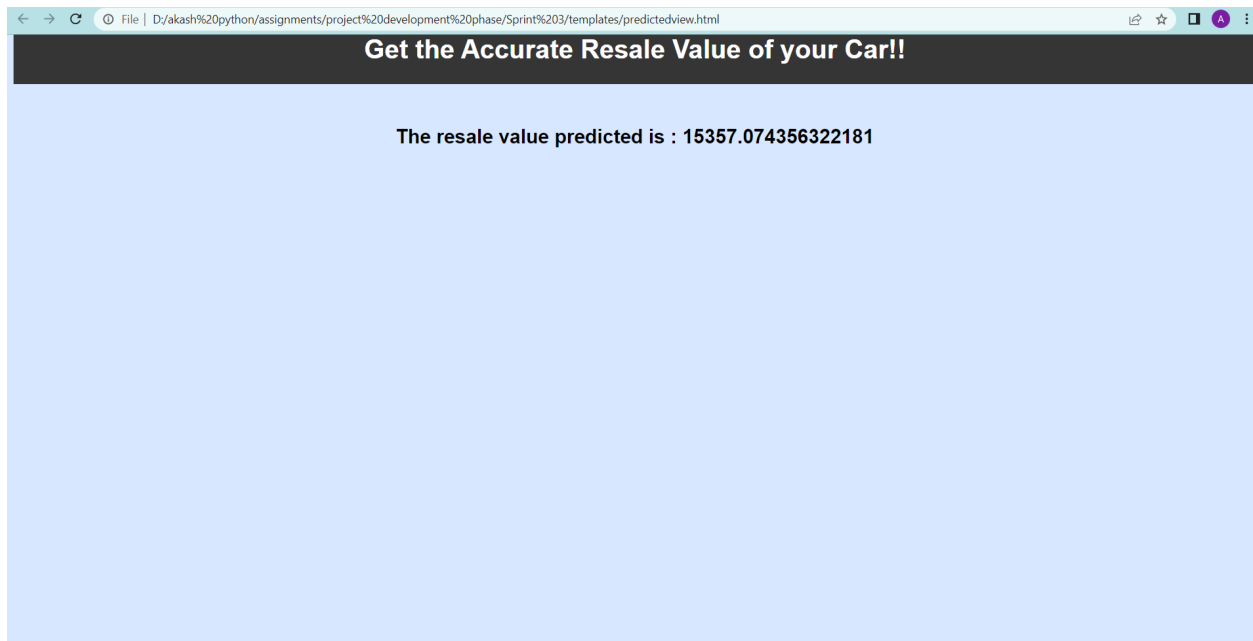 File | D:/akash%20python/assignments/project%20development%20phase/Sprint%203/templates/predictedview.html
A
Get the Accurate Resale Value of your Car!!
The resale value predicted is : 15357.074356322181